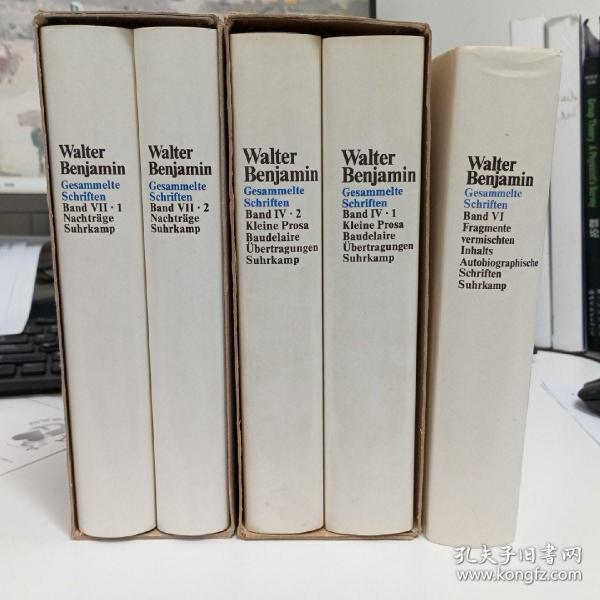 Walter
Benjamin
Gesammelte
Schriften
Band VII · 1
Nachträge
Suhrkamp
Walter
Benjamin
Gesammelte
Schriften
Band VII · 2
Nachträge
Suhrkamp
Walter
Benjamin
Gesammelte
Schriften
Band IV · 2
Kleine Prosa
Baudelaire
Übertragungen
Suhrkamp
Walter
Benjamin
Gesammelte
Schriften
Band IV · 1
Kleine Prosa
Baudelaire
Übertragungen
Suhrkamp
Walter
Benjamin
Gesammelte
Schriften
Band VI
Fragmente
vermischten
Inhalts
Autobiographische
Schriften
Suhrkamp
Group Theory
孔夫子旧书网
www.kongfz.com